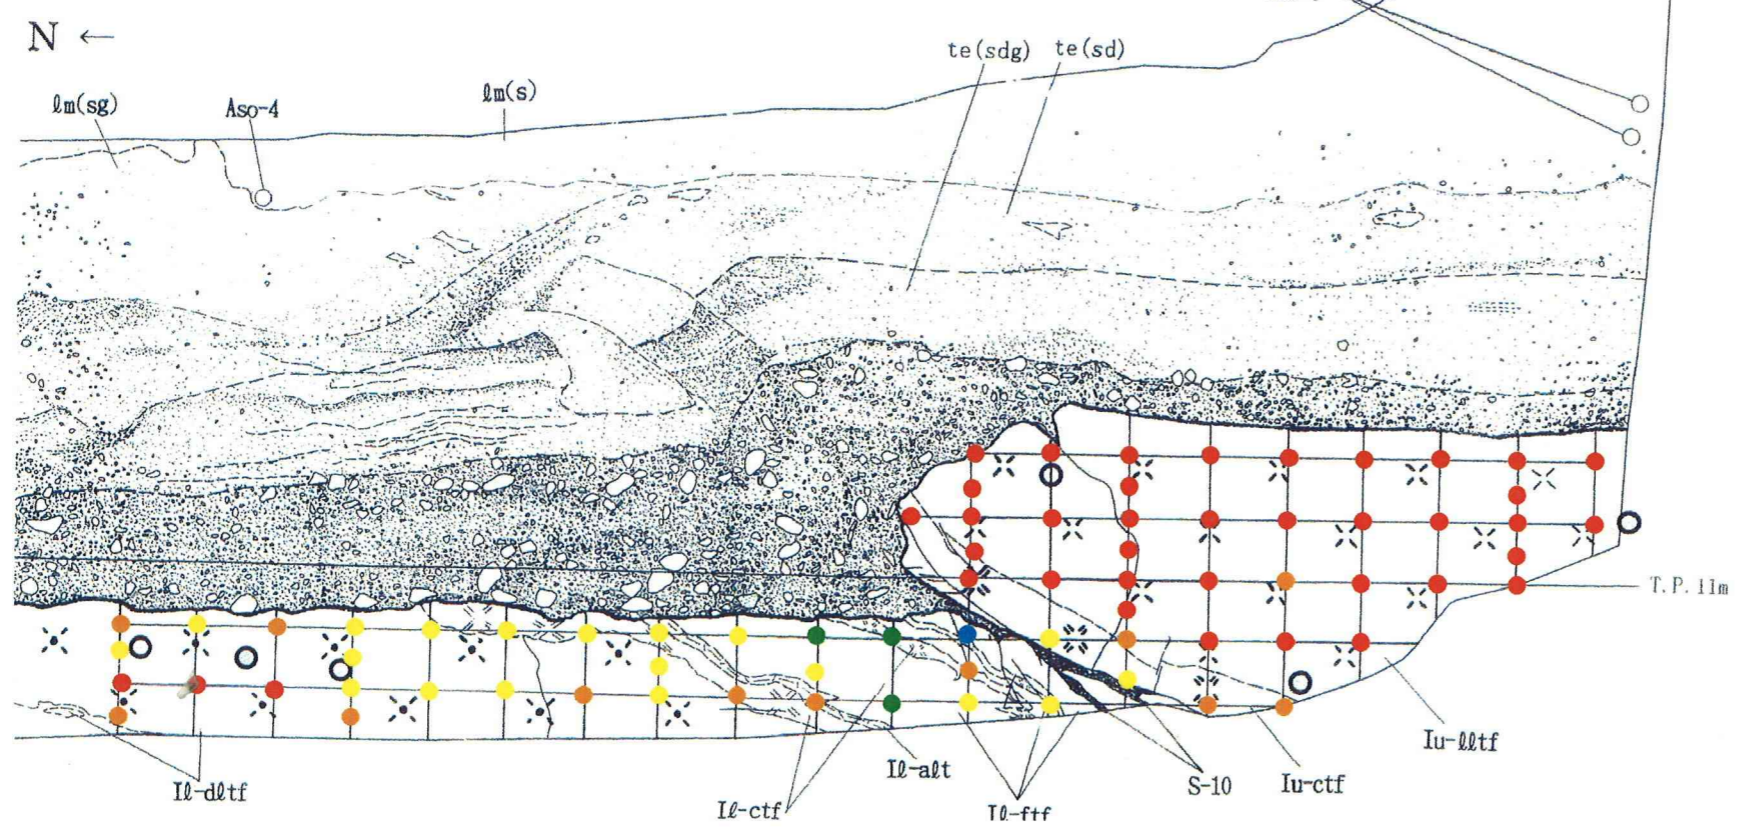 N ←
te(sdg) te(sd)
ℓm(sg)
Aso-4
ℓm(s)
T.P. 11m
Iu-ℓℓtf
Iℓ-aℓt
Iℓ-dℓtf
S-10
Iu-ctf
Iℓ-ctf
Iℓ-ftf